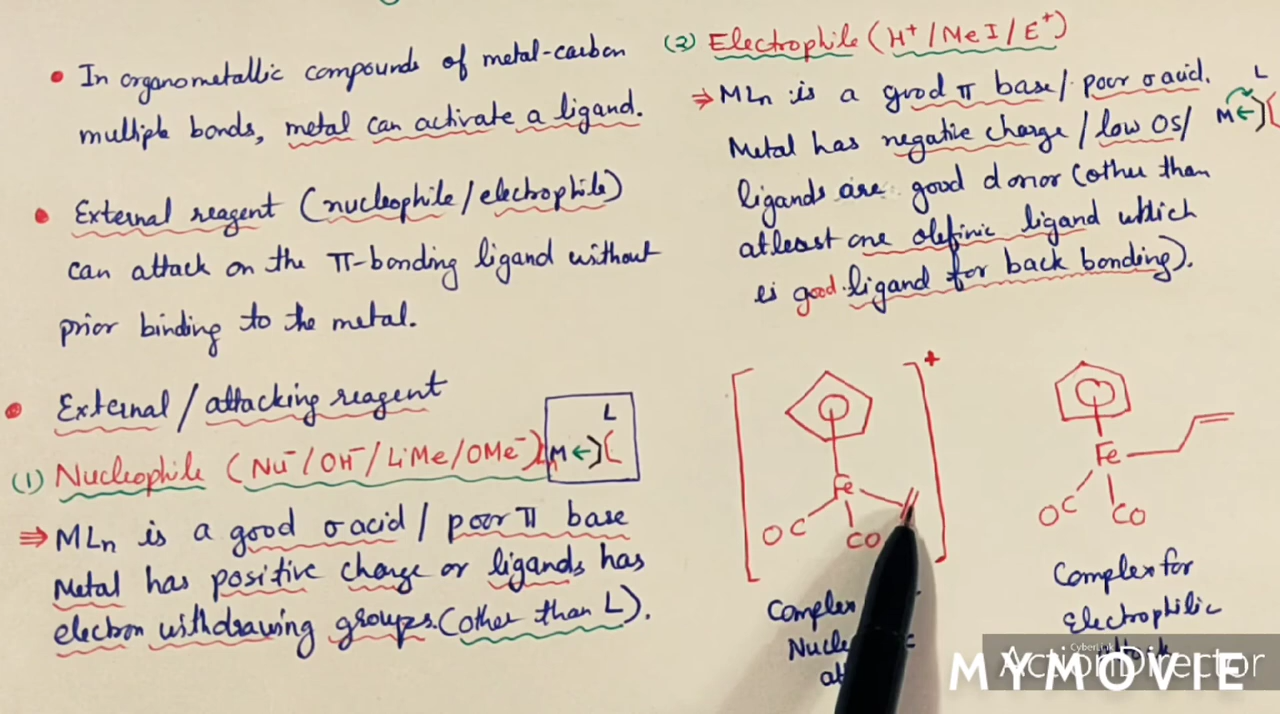 • In organometallic compounds of metal-carbon
multiple bonds, metal can activate a ligand.
• External reagent (nucleophile/electrophile)
can attack on the π-bonding ligand without
prior binding to the metal.
• External/attacking reagent
(1) Nucleophile (Nu⁻/OH⁻/LiMe/OMe⁻)
L
M ←
⇒ MLn is a good σ acid / poor π base
Metal has positive charge or ligands has
electron withdrawing groups. (other than L).
(2) Electrophile (H⁺/MeI/E⁺)
⇒ MLn is a good π base/ poor σ acid.
Metal has negative charge / low OS/
ligands are good donor (other than
atleast one olefinic ligand which
is good ligand for back bonding).
L
M ←
+
Fe
OC CO
Complex
Fe
OC CO
Complex for
Electrophilic
CyberLink
ActionDirector
MYMOVIE